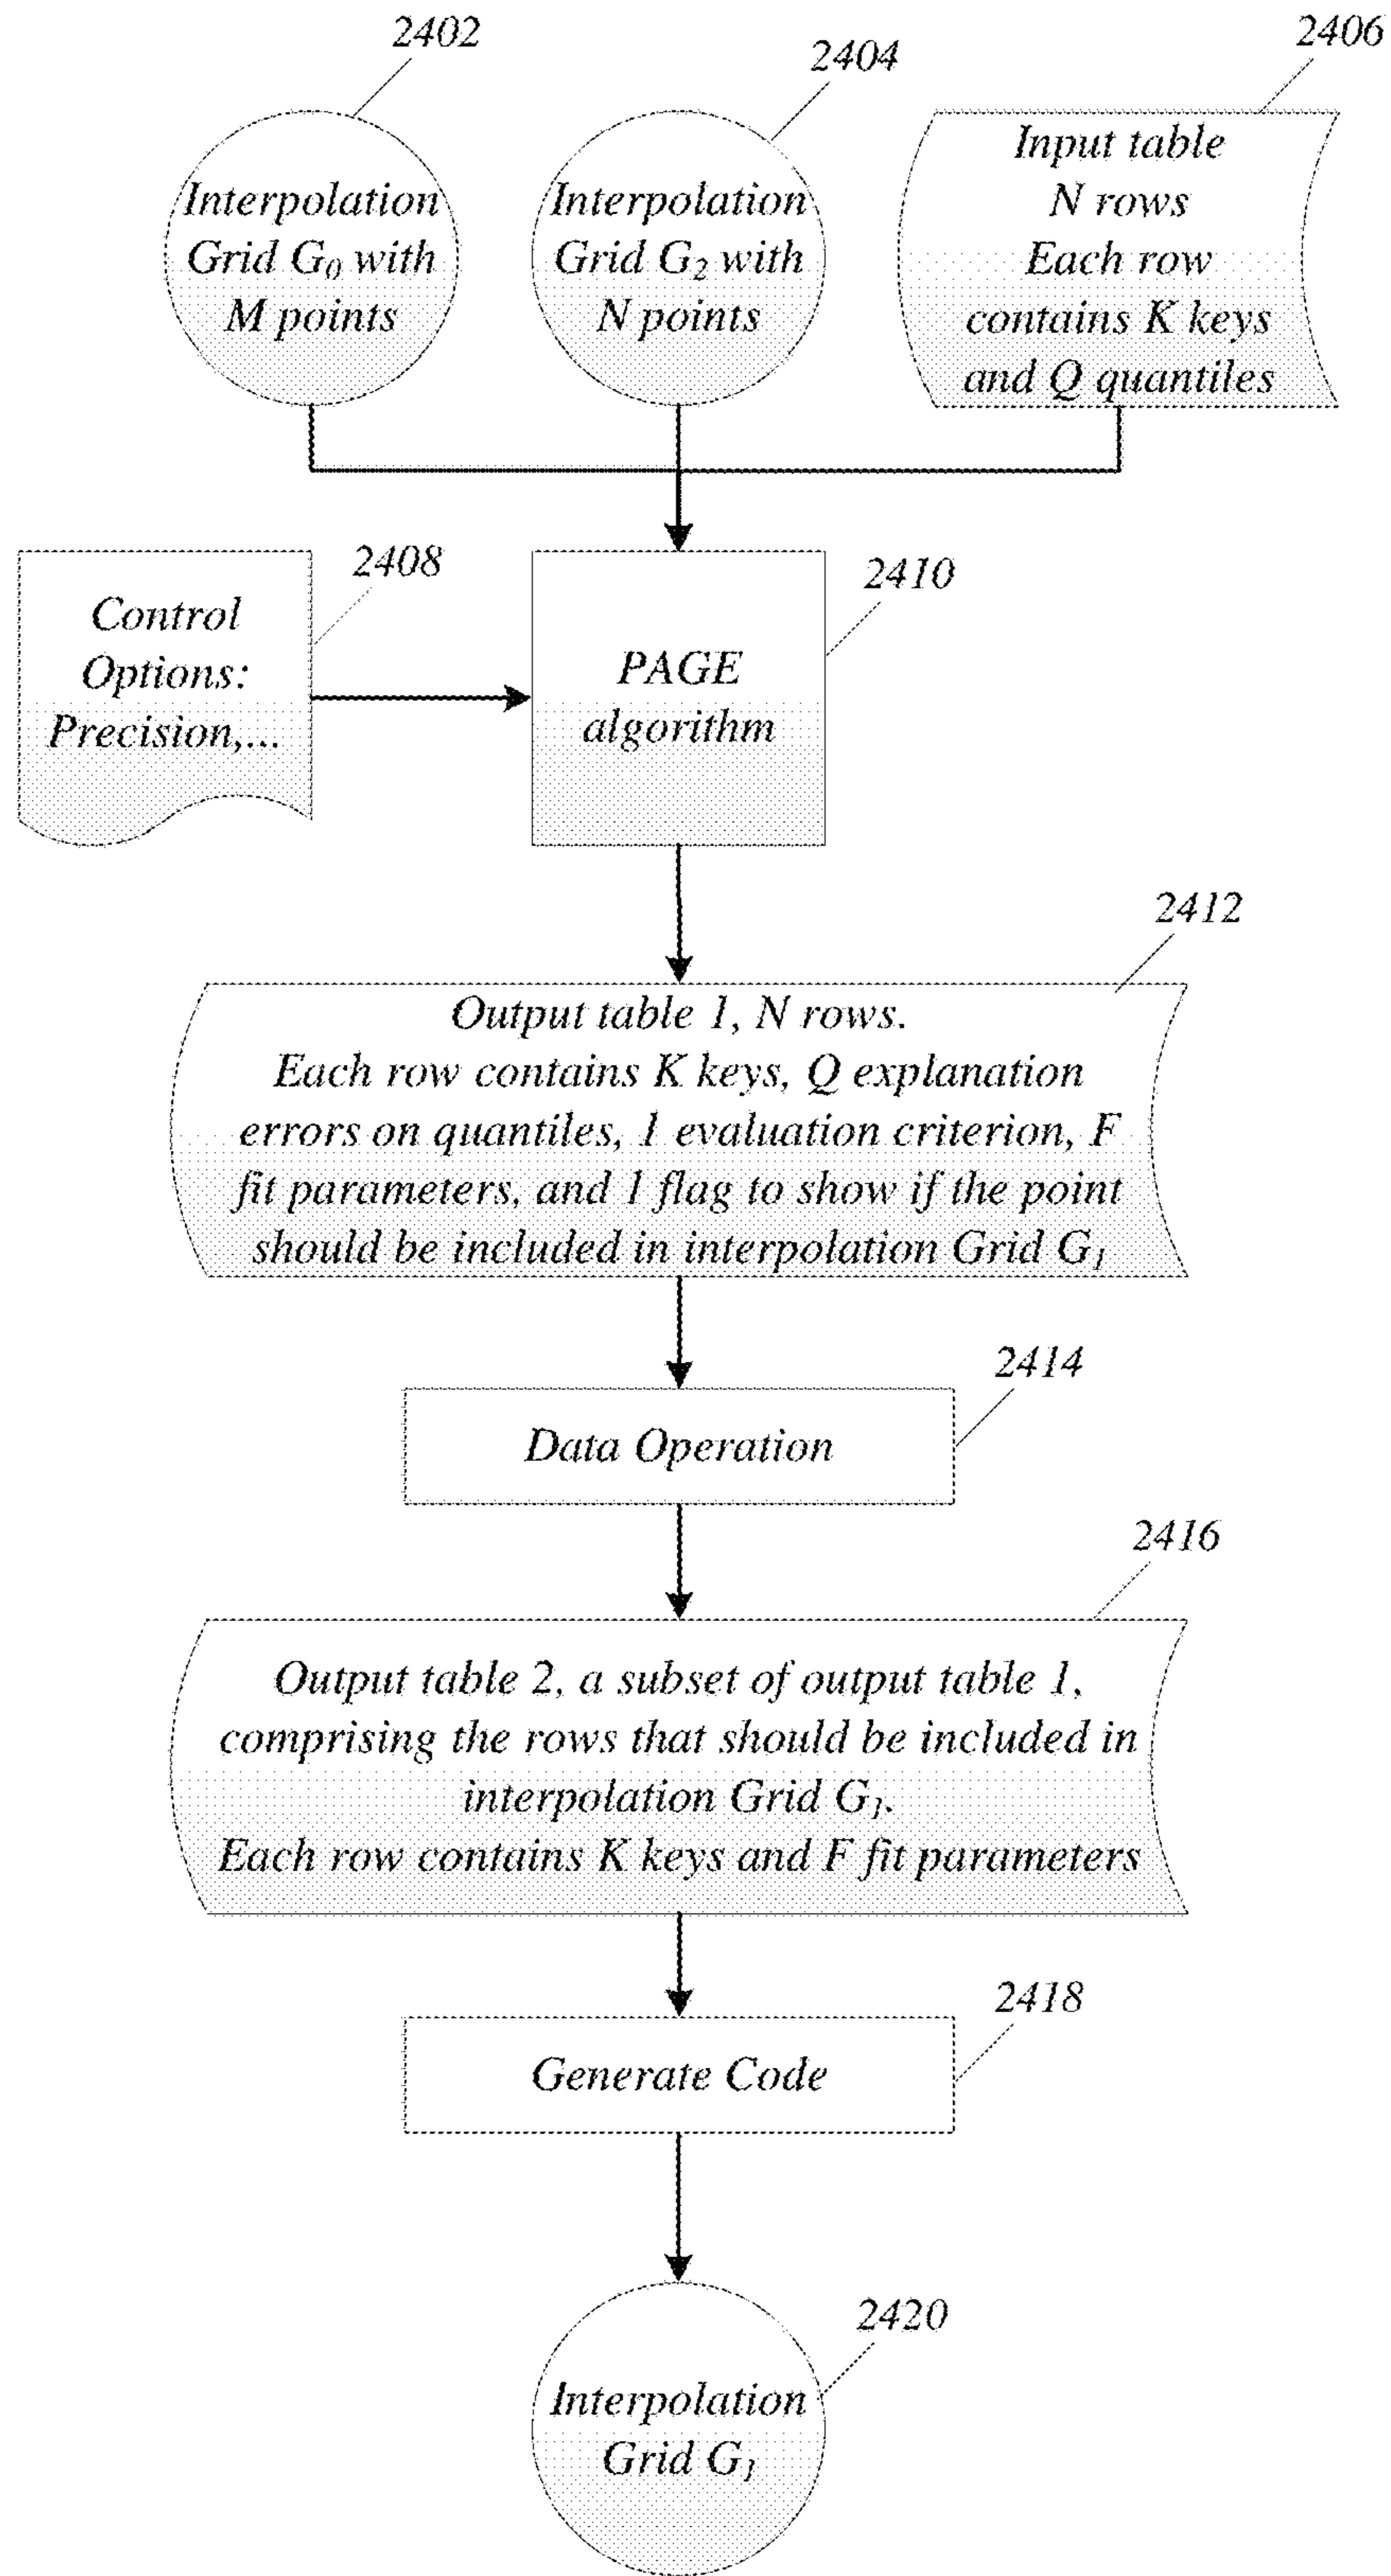 2402
2404
2406
Interpolation
Grid G₀ with
M points
Interpolation
Grid G₂ with
N points
Input table
N rows
Each row
contains K keys
and Q quantiles
2408
2410
Control
Options:
Precision,...
PAGE
algorithm
2412
Output table 1, N rows.
Each row contains K keys, Q explanation
errors on quantiles, 1 evaluation criterion, F
fit parameters, and 1 flag to show if the point
should be included in interpolation Grid G₁
2414
Data Operation
2416
Output table 2, a subset of output table 1,
comprising the rows that should be included in
interpolation Grid G₁.
Each row contains K keys and F fit parameters
2418
Generate Code
2420
Interpolation
Grid G₁